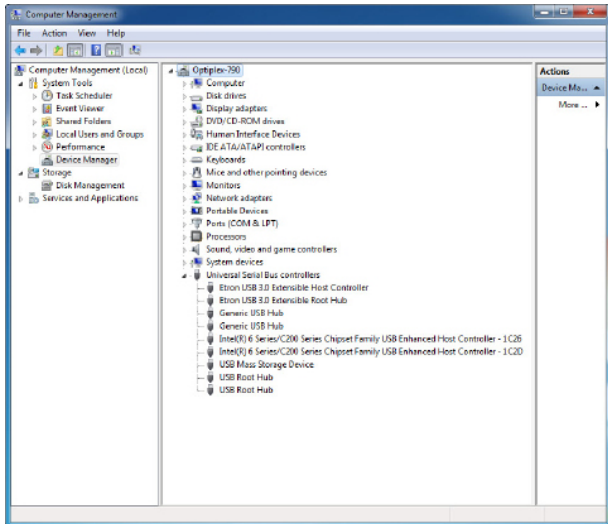 Computer Management
File Action View Help
Computer Management (Local)
System Tools
Task Scheduler
Event Viewer
Shared Folders
Local Users and Groups
Performance
Device Manager
Storage
Disk Management
Services and Applications
Optiplex-790
Computer
Disk drives
Display adapters
DVD/CD-ROM drives
Human Interface Devices
IDE ATA/ATAPI controllers
Keyboards
Mice and other pointing devices
Monitors
Network adapters
Portable Devices
Ports (COM & LPT)
Processors
Sound, video and game controllers
System devices
Universal Serial Bus controllers
Etron USB 3.0 Extensible Host Controller
Etron USB 3.0 Extensible Root Hub
Generic USB Hub
Generic USB Hub
Intel(R) 6 Series/C200 Series Chipset Family USB Enhanced Host Controller - 1C26
Intel(R) 6 Series/C200 Series Chipset Family USB Enhanced Host Controller - 1C2D
USB Mass Storage Device
USB Root Hub
USB Root Hub
Actions
Device Ma...
More ...